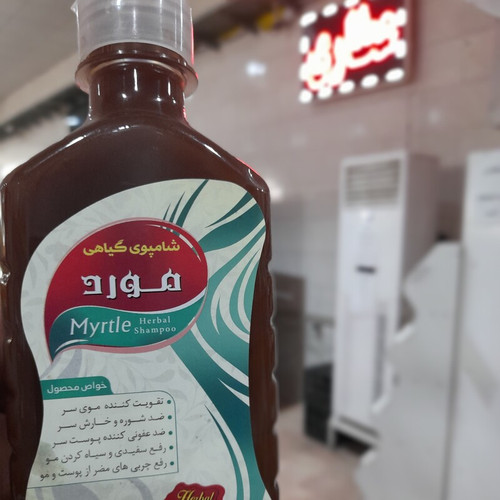 عطاری
شامپوی گیاهی
مورد
Myrtle Herbal Shampoo
خواص محصول
تقویت کننده موی سر
ضد شوره و خارش سر
ضد عفونی کننده پوست سر
رفع سفیدی و سیاه کردن مو
رفع چربی های مضر از پوست و مو
Herbal